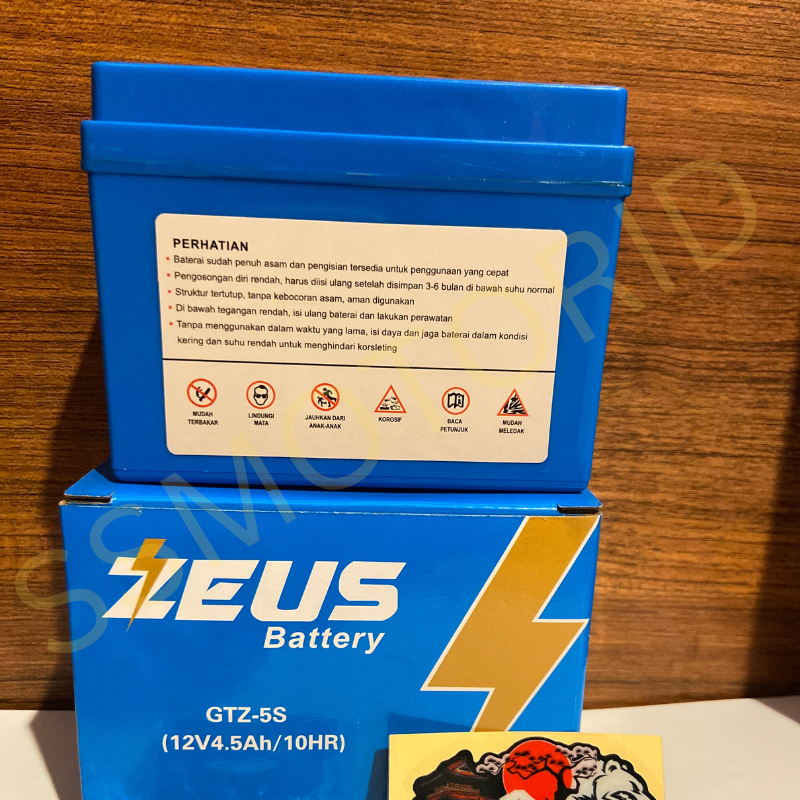 PERHATIAN
• Baterai sudah penuh asam dan pengisian tersedia untuk penggunaan yang cepat
• Pengosongan diri rendah, harus diisi ulang setelah disimpan 3-6 bulan di bawah suhu normal
• Struktur tertutup, tanpa kebocoran asam, aman digunakan
• Di bawah tegangan rendah, isi ulang baterai dan lakukan perawatan
• Tanpa menggunakan dalam waktu yang lama, isi daya dan jaga baterai dalam kondisi
kering dan suhu rendah untuk menghindari korsleting
MUDAH
TERBAKAR
LINDUNGI
MATA
JAUHKAN DARI
ANAK-ANAK
KOROSIF
BACA
PETUNJUK
MUDAH
MELEDAK
SSMOTORID
ZEUS
Battery
GTZ-5S
(12V4.5Ah/10HR)